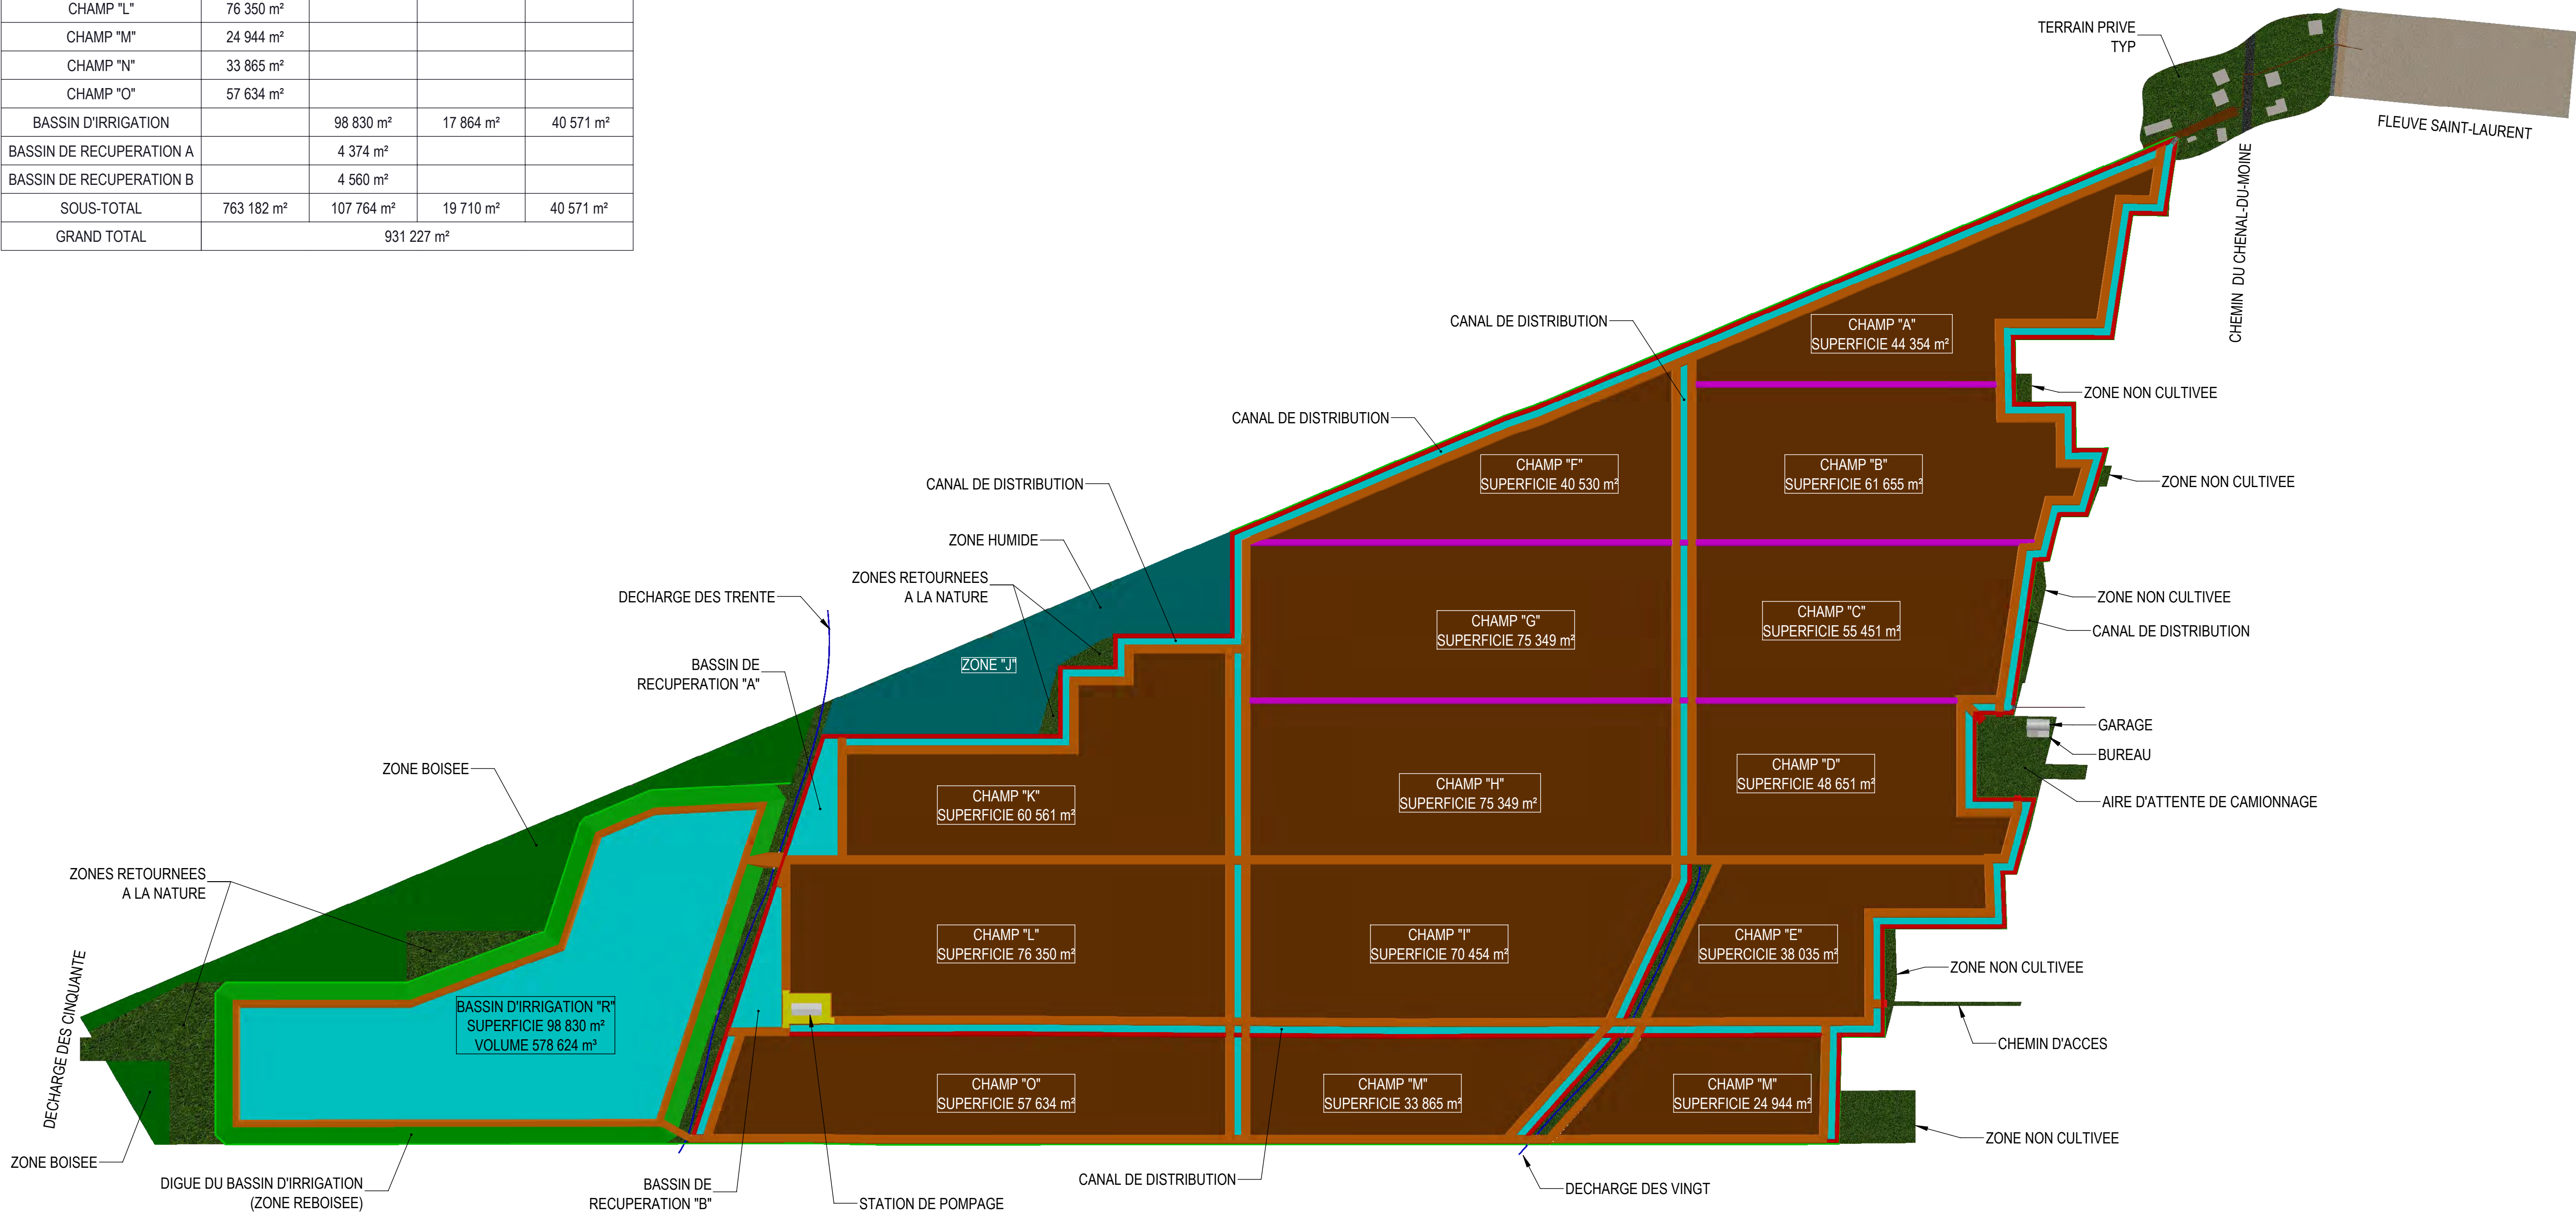 CHAMP "L" 76 350 m²
CHAMP "M" 24 944 m²
CHAMP "N" 33 865 m²
CHAMP "O" 57 634 m²
BASSIN D'IRRIGATION 98 830 m² 17 864 m² 40 571 m²
BASSIN DE RECUPERATION A 4 374 m²
BASSIN DE RECUPERATION B 4 560 m²
SOUS-TOTAL 763 182 m² 107 764 m² 19 710 m² 40 571 m²
GRAND TOTAL 931 227 m²
TERRAIN PRIVE
TYP
FLEUVE SAINT-LAURENT
CHEMIN DU CHENAL-DU-MOINE
CANAL DE DISTRIBUTION
CHAMP "A"
SUPERFICIE 44 354 m²
ZONE NON CULTIVEE
CANAL DE DISTRIBUTION
CHAMP "F"
SUPERFICIE 40 530 m²
CHAMP "B"
SUPERFICIE 61 655 m²
ZONE NON CULTIVEE
CANAL DE DISTRIBUTION
ZONE HUMIDE
ZONES RETOURNEES
A LA NATURE
DECHARGE DES TRENTE
CHAMP "G"
SUPERFICIE 75 349 m²
CHAMP "C"
SUPERFICIE 55 451 m²
ZONE NON CULTIVEE
CANAL DE DISTRIBUTION
BASSIN DE
RECUPERATION "A"
ZONE "J"
GARAGE
BUREAU
ZONE BOISEE
CHAMP "K"
SUPERFICIE 60 561 m²
CHAMP "H"
SUPERFICIE 75 349 m²
CHAMP "D"
SUPERFICIE 48 651 m²
AIRE D'ATTENTE DE CAMIONNAGE
ZONES RETOURNEES
A LA NATURE
CHAMP "L"
SUPERFICIE 76 350 m²
CHAMP "I"
SUPERFICIE 70 454 m²
CHAMP "E"
SUPERCICIE 38 035 m²
ZONE NON CULTIVEE
DECHARGE DES CINQUANTE
BASSIN D'IRRIGATION "R"
SUPERFICIE 98 830 m²
VOLUME 578 624 m³
CHEMIN D'ACCES
CHAMP "O"
SUPERFICIE 57 634 m²
CHAMP "M"
SUPERFICIE 33 865 m²
CHAMP "M"
SUPERFICIE 24 944 m²
ZONE NON CULTIVEE
ZONE BOISEE
DIGUE DU BASSIN D'IRRIGATION
(ZONE REBOISEE)
BASSIN DE
RECUPERATION "B"
STATION DE POMPAGE
CANAL DE DISTRIBUTION
DECHARGE DES VINGT